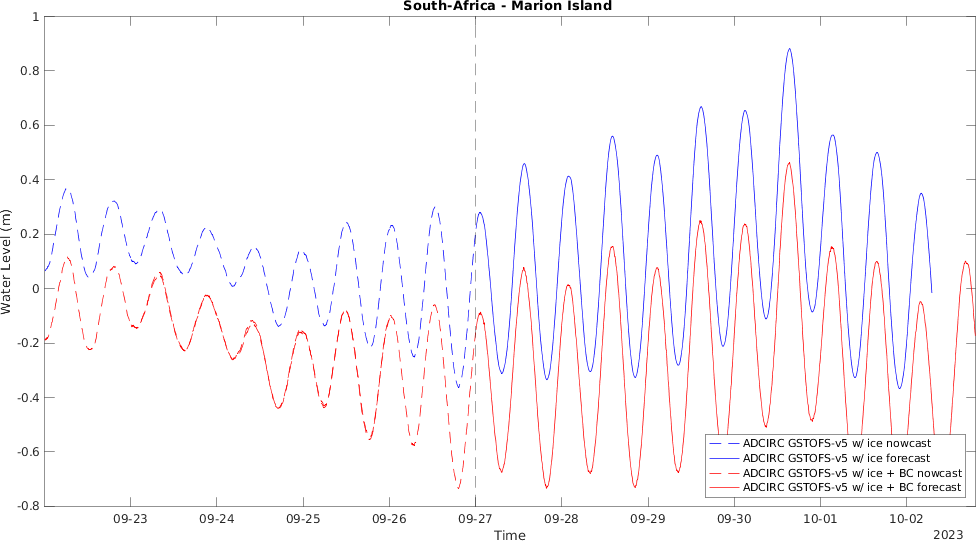 South-Africa - Marion Island
Water Level (m)
1
0.8
0.6
0.4
0.2
0
-0.2
-0.4
-0.6
-0.8
ADCIRC GSTOFS-v5 w/ ice nowcast
ADCIRC GSTOFS-v5 w/ ice forecast
ADCIRC GSTOFS-v5 w/ ice + BC nowcast
ADCIRC GSTOFS-v5 w/ ice + BC forecast
09-23 09-24 09-25 09-26 09-27 09-28 09-29 09-30 10-01 10-02
Time
2023